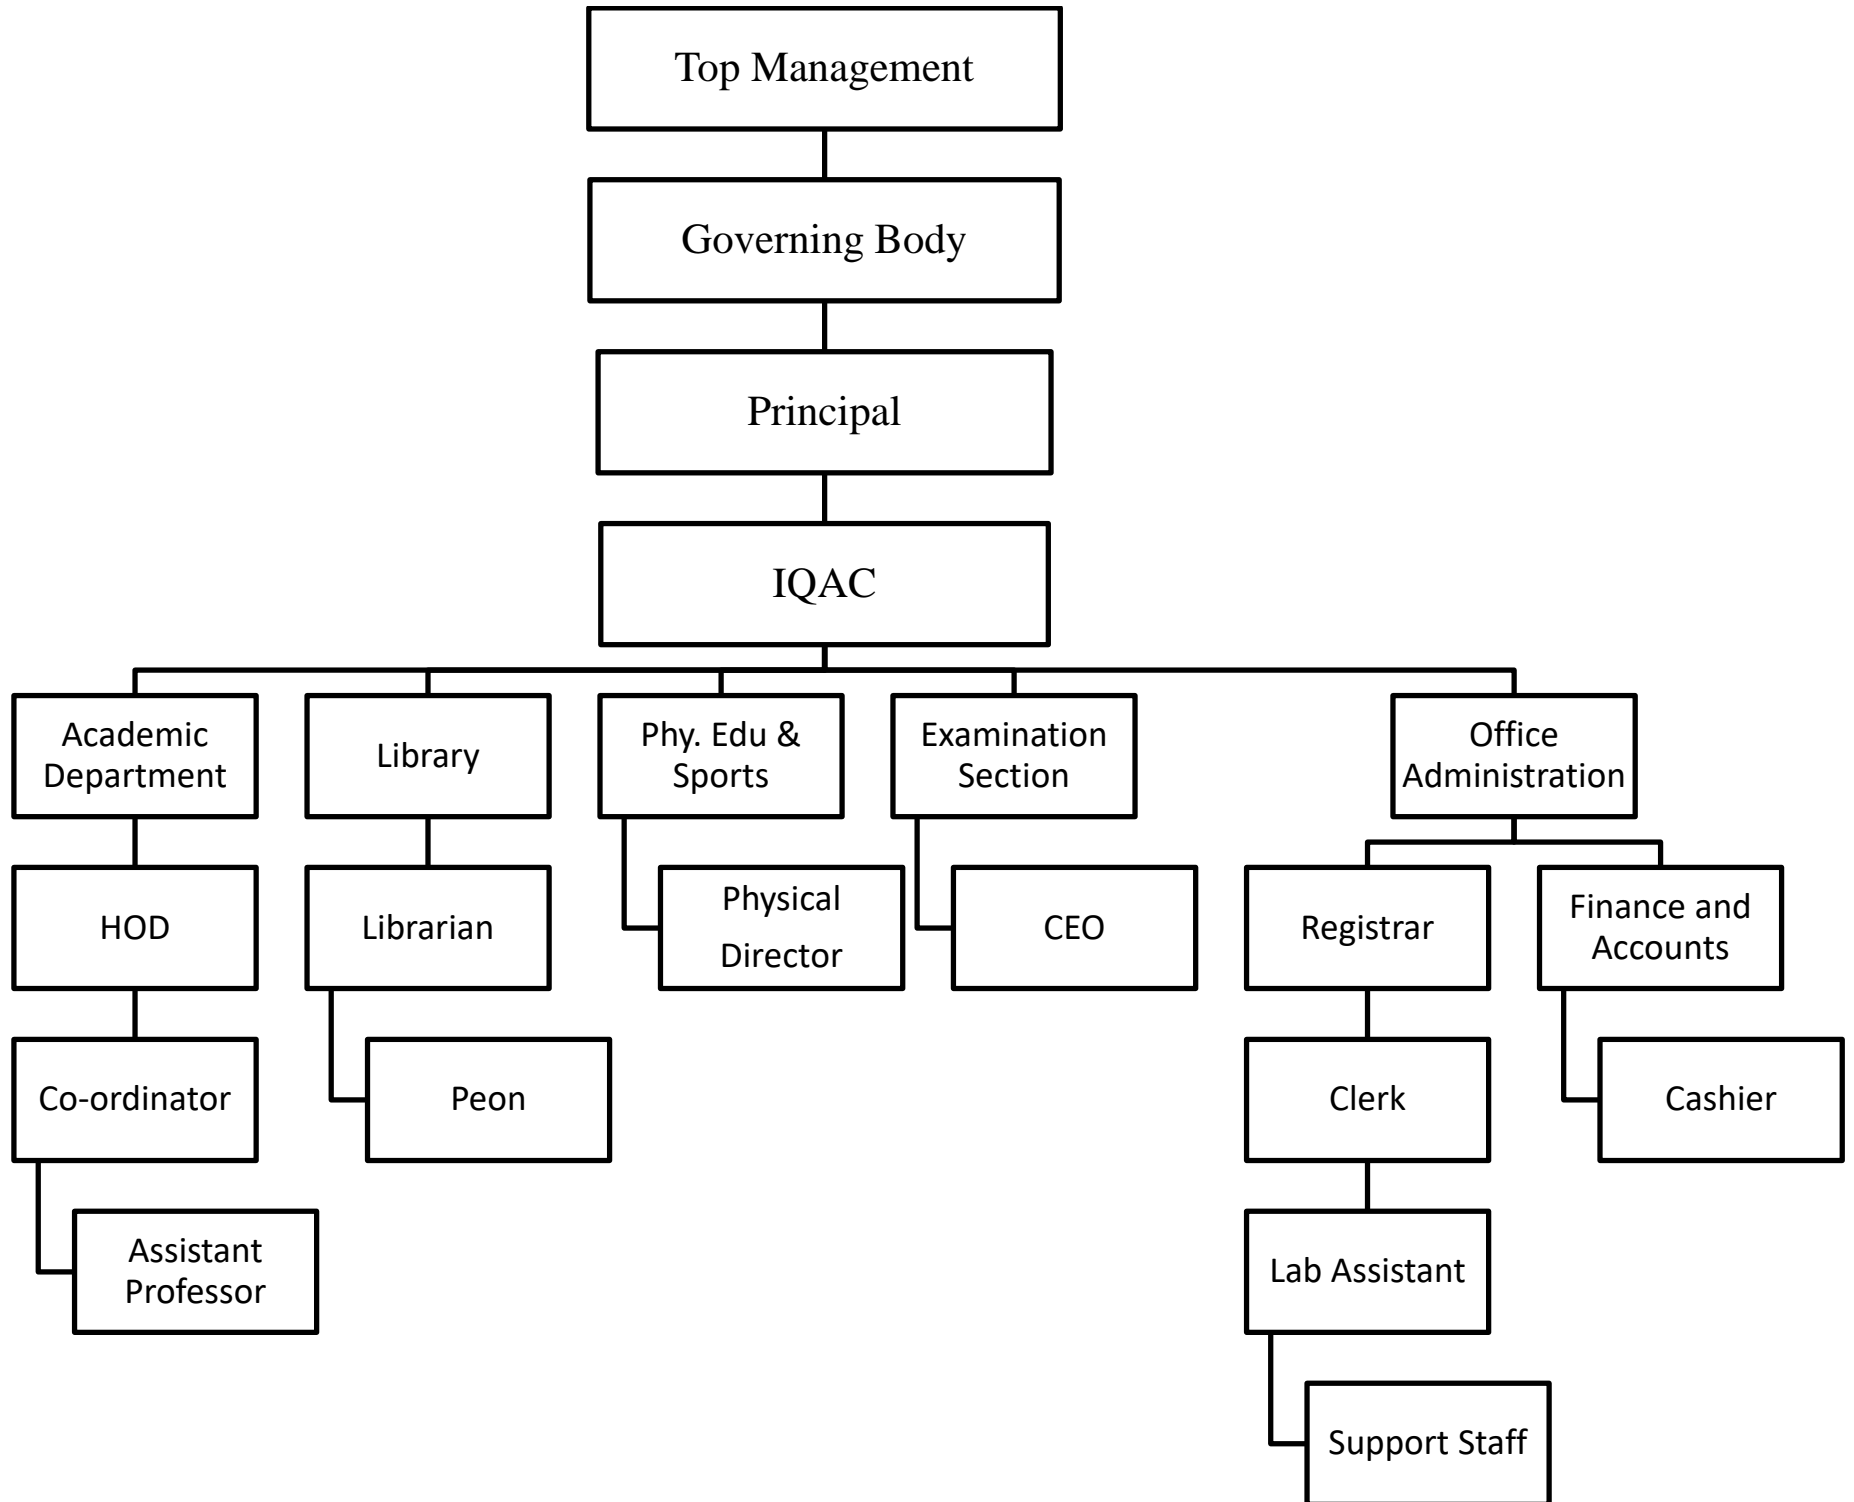 Top Management
Governing Body
Principal
IQAC
Academic
Department
Library
Phy. Edu &
Sports
Examination
Section
Office
Administration
HOD
Librarian
Physical
Director
CEO
Registrar
Finance and
Accounts
Co-ordinator
Peon
Clerk
Cashier
Assistant
Professor
Lab Assistant
Support Staff